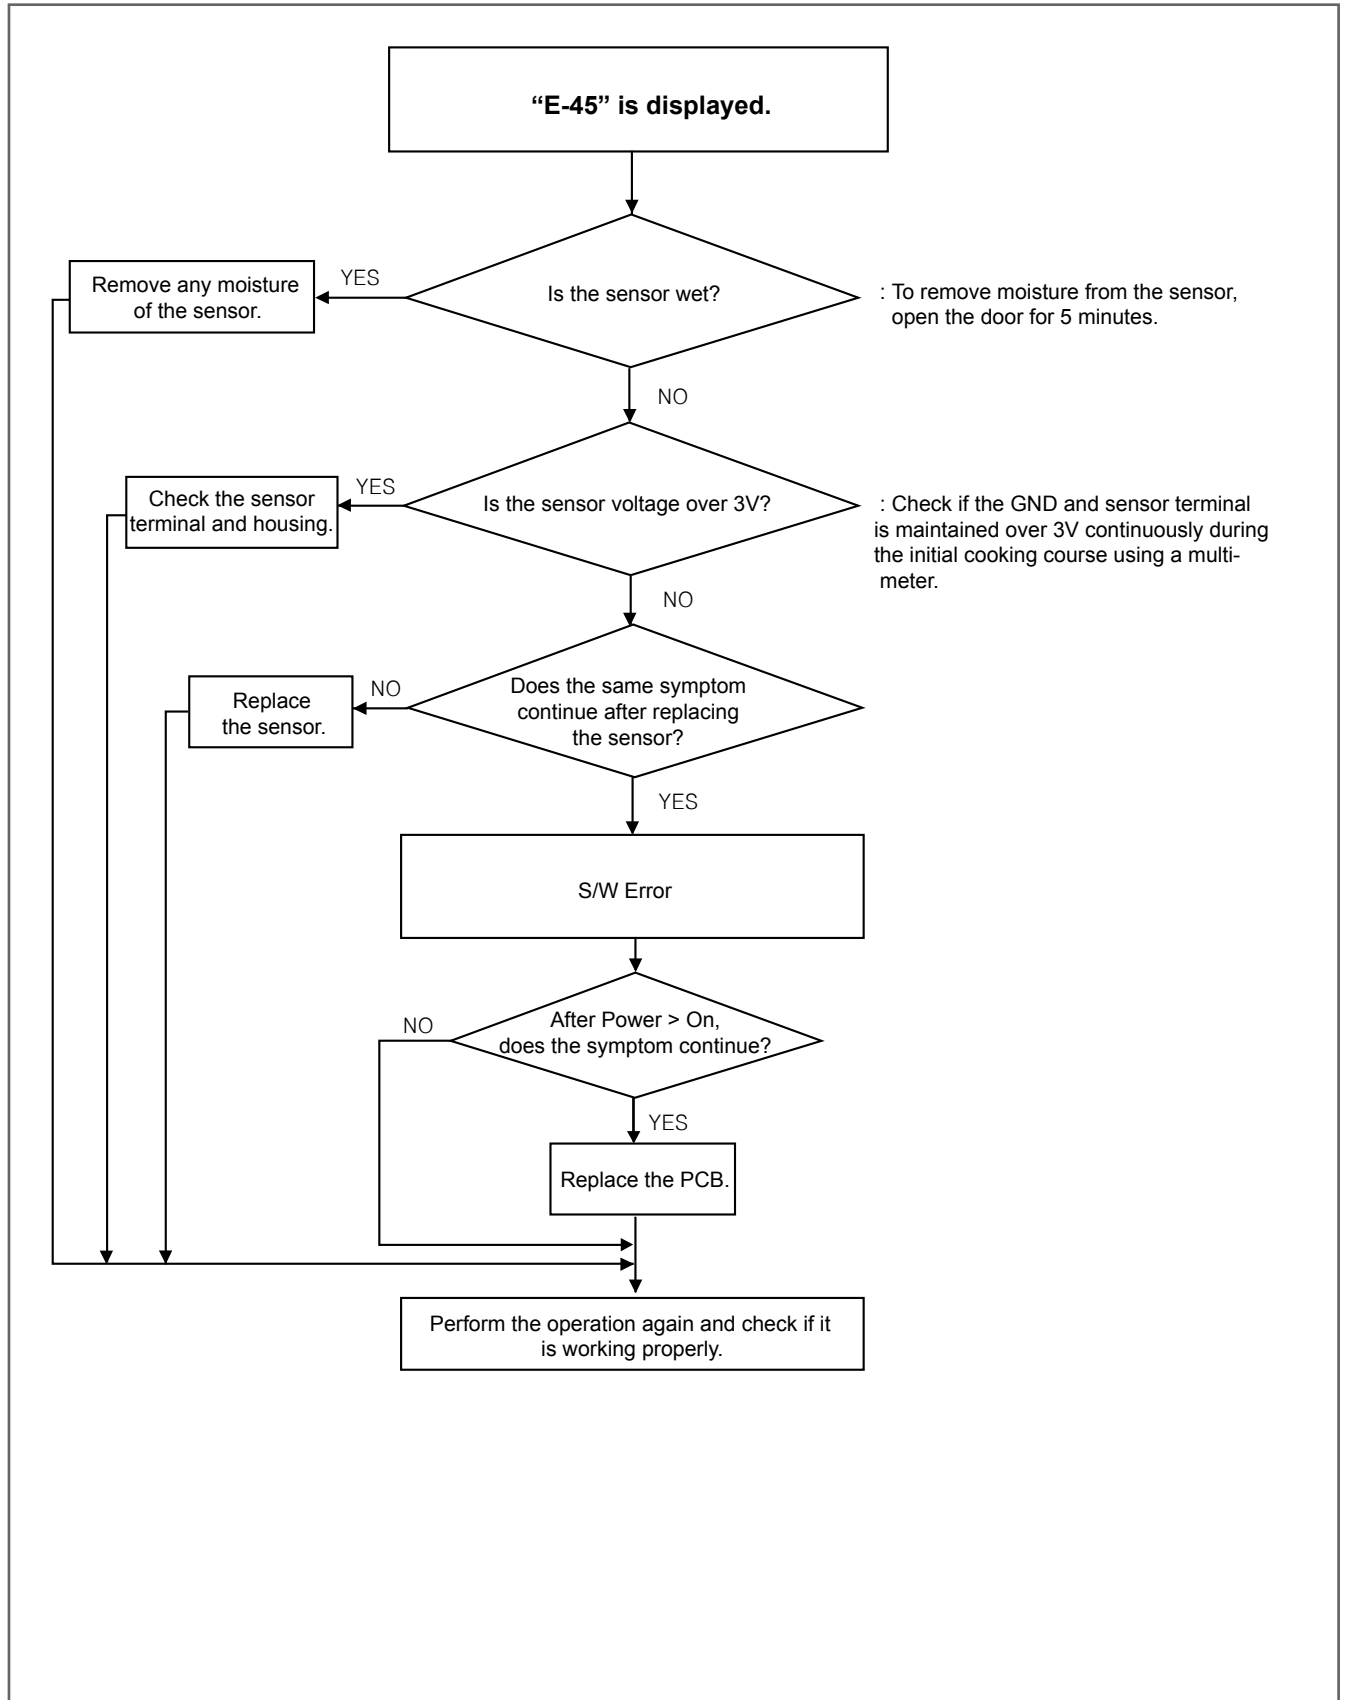 “E-45” is displayed.
Is the sensor wet?
YES
Remove any moisture
of the sensor.
: To remove moisture from the sensor,
open the door for 5 minutes.
NO
Is the sensor voltage over 3V?
YES
Check the sensor
terminal and housing.
: Check if the GND and sensor terminal
is maintained over 3V continuously during
the initial cooking course using a multi-
meter.
NO
Does the same symptom
continue after replacing
the sensor?
NO
Replace
the sensor.
YES
S/W Error
After Power > On,
does the symptom continue?
NO
YES
Replace the PCB.
Perform the operation again and check if it
is working properly.